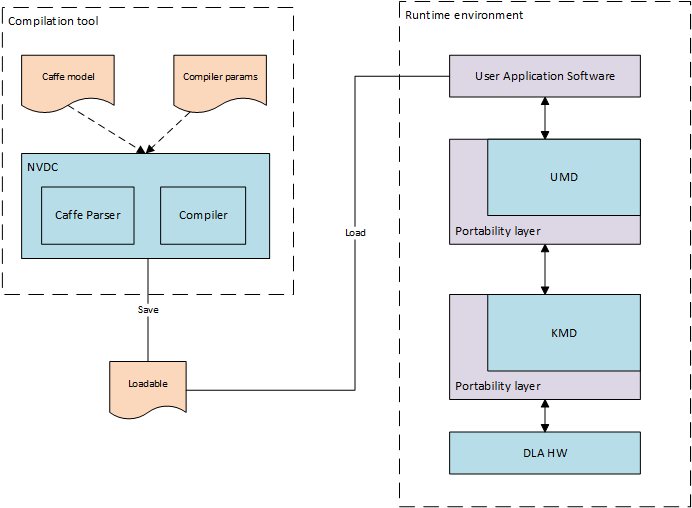 Compilation tool
Caffe model
Compiler params
NVDC
Caffe Parser
Compiler
Save
Loadable
Load
Runtime environment
User Application Software
UMD
Portability layer
KMD
Portability layer
DLA HW